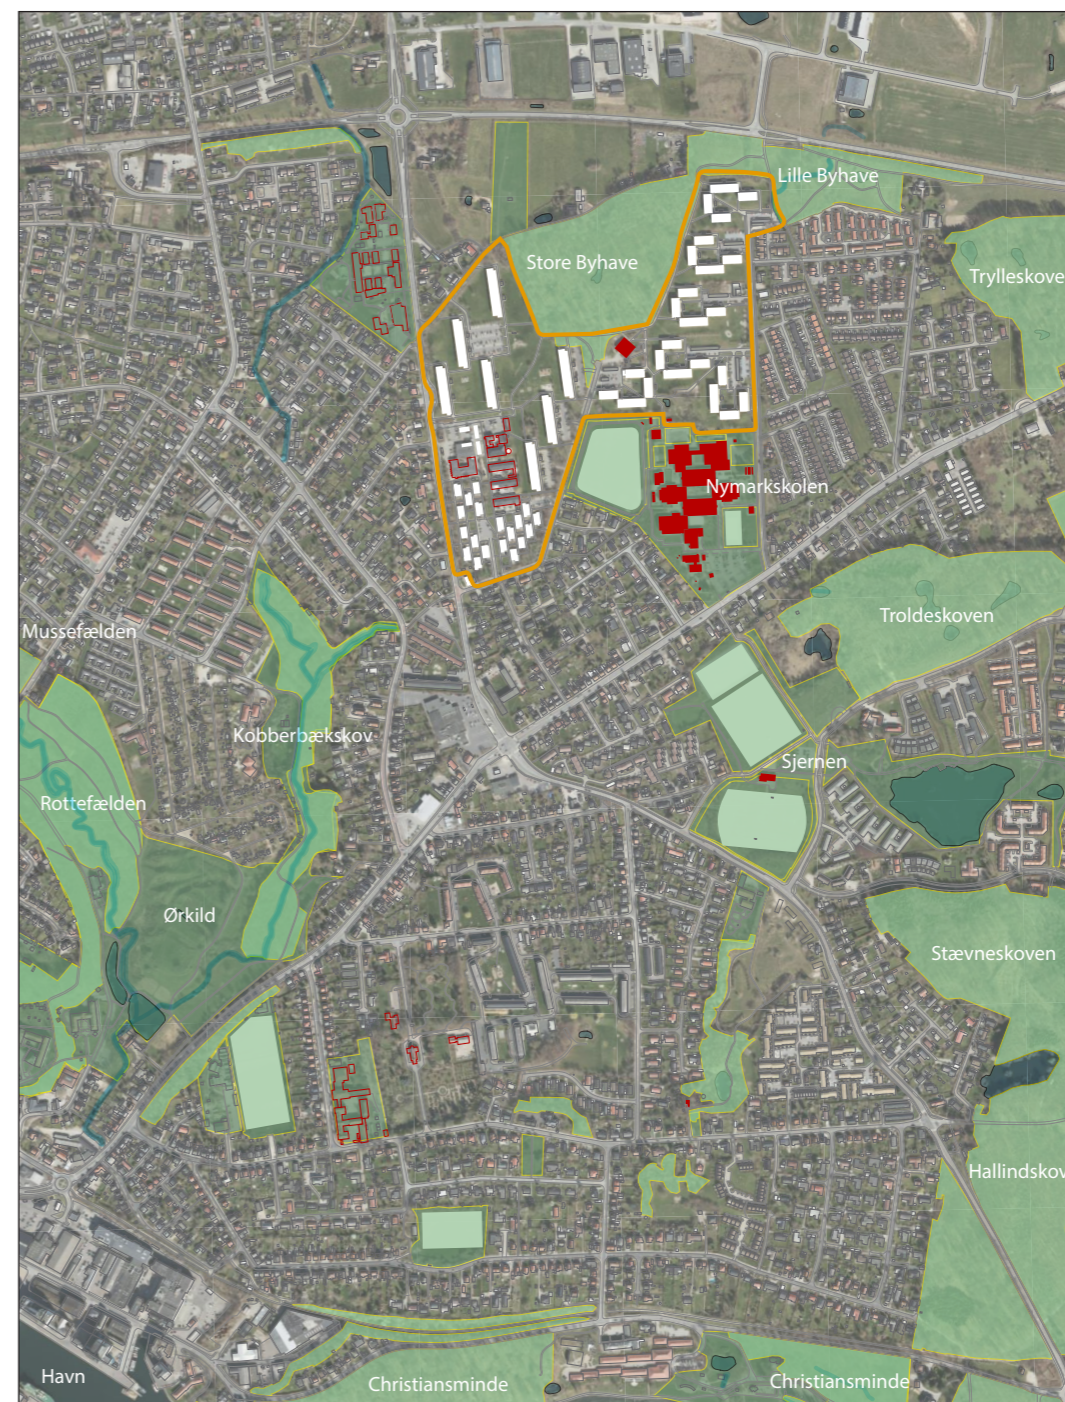 Lille Byhave
Store Byhave
Trylleskove
Nymarkskolen
Troldeskoven
Mussefælden
Kobberbækskov
Sjernen
Rottefælden
Ørkild
Stævneskoven
Hallindskov
Havn
Christiansminde
Christiansminde